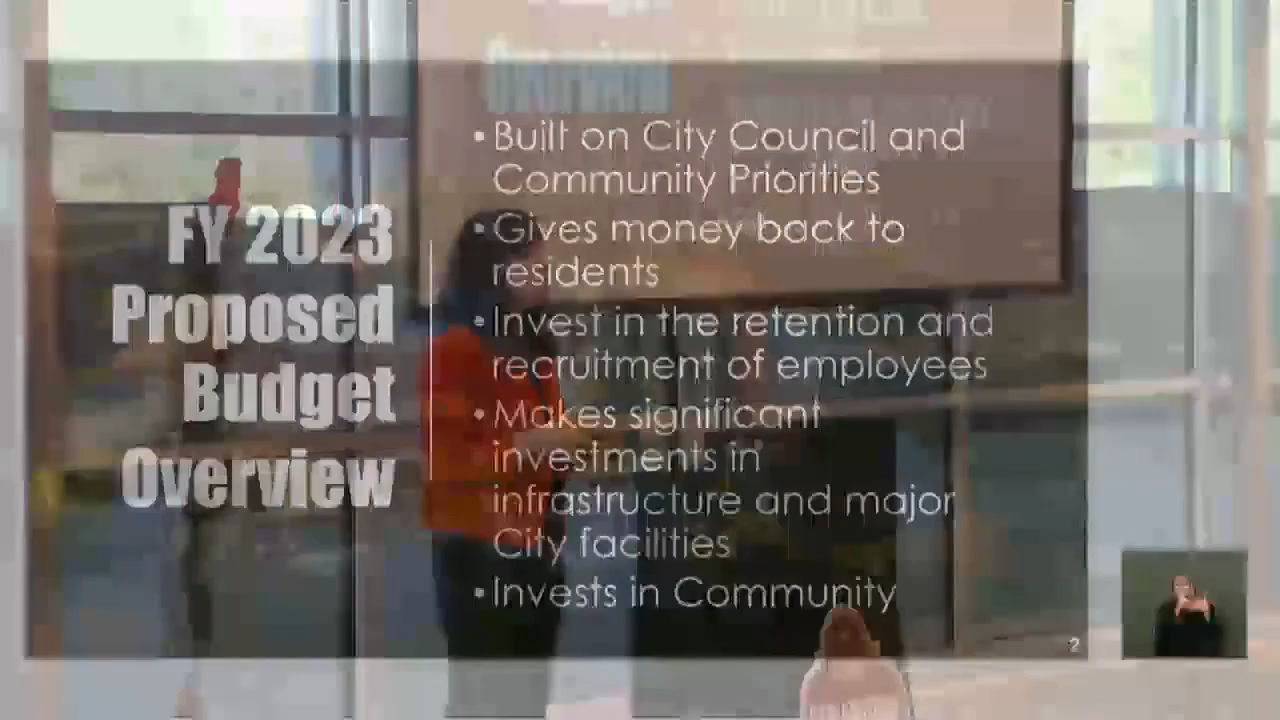 FY 2023
Proposed
Budget
Overview
Overview
• Built on City Council and
Community Priorities
• Gives money back to
residents
• Invest in the retention and
recruitment of employees
• Makes significant
investments in
infrastructure and major
City facilities
• Invests in Community
2